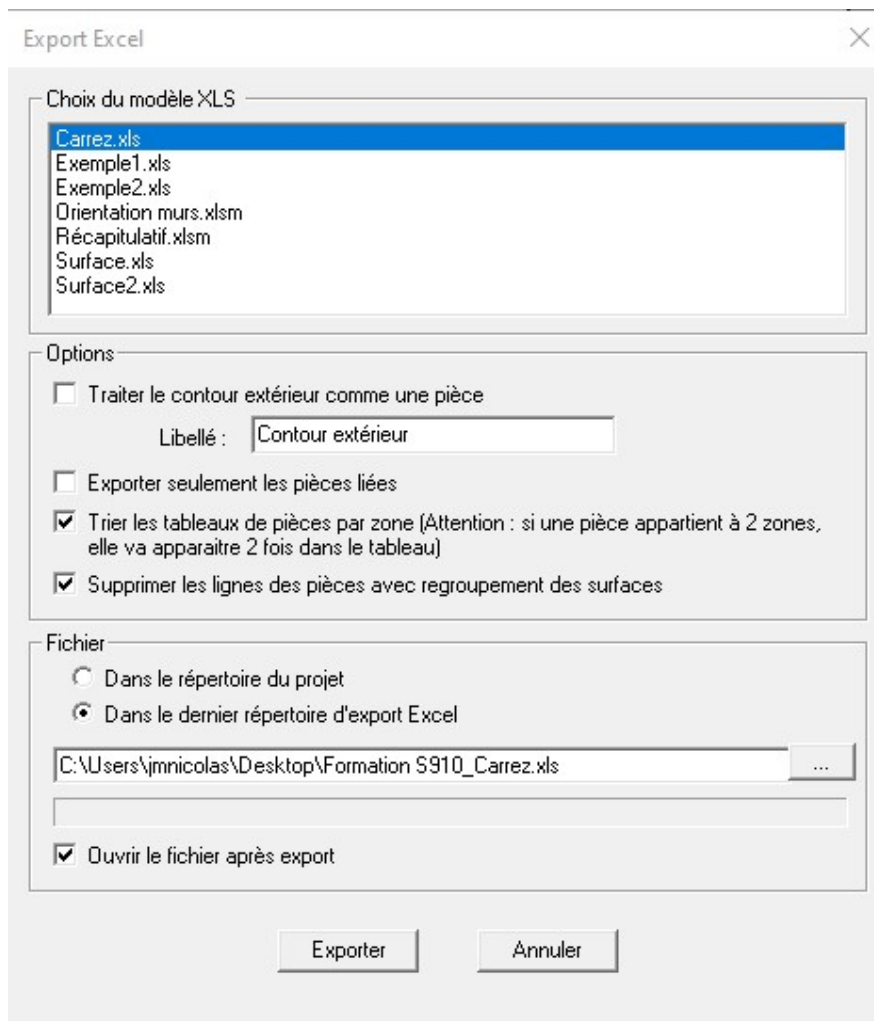 Export Excel
Choix du modèle XLS
Carrez.xls
Exemple1.xls
Exemple2.xls
Orientation murs.xlsm
Récapitulatif.xlsm
Surface.xls
Surface2.xls
Options
Traiter le contour extérieur comme une pièce
Libellé : Contour extérieur
Exporter seulement les pièces liées
Trier les tableaux de pièces par zone (Attention : si une pièce appartient à 2 zones,
elle va apparaitre 2 fois dans le tableau)
Supprimer les lignes des pièces avec regroupement des surfaces
Fichier
Dans le répertoire du projet
Dans le dernier répertoire d'export Excel
C:\Users\jmnicolas\Desktop\Formation S910_Carrez.xls ...
Ouvrir le fichier après export
Exporter Annuler